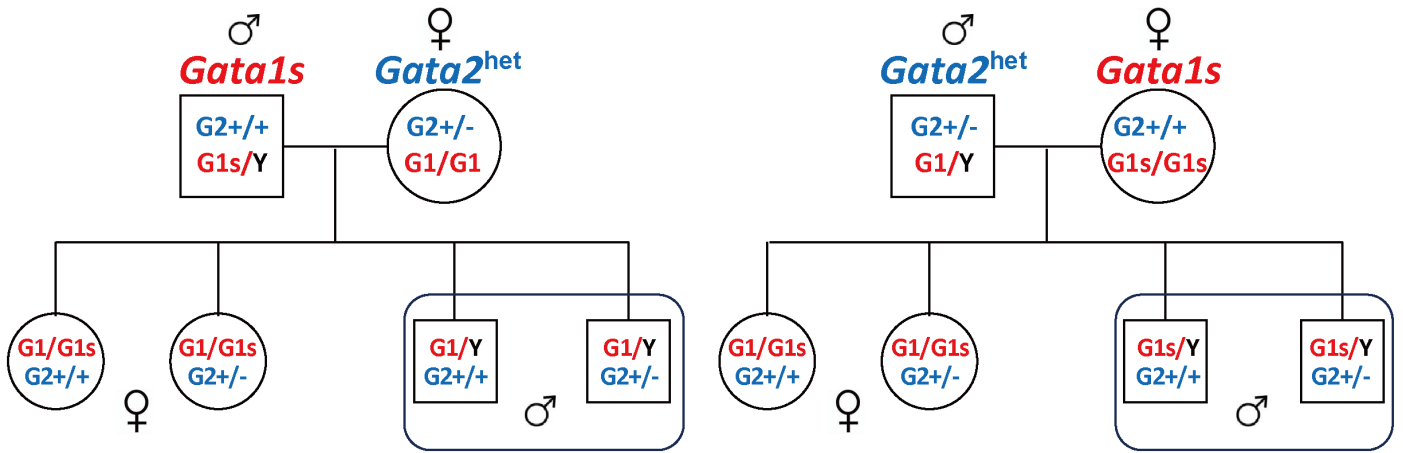 ♂ ♀
Gata1s Gata2het
G2+/+ G2+/-
G1s/Y G1/G1
G1/G1s G1/G1s G1/Y G1/Y
G2+/+ G2+/- G2+/+ G2+/-
♀ ♂
♂ ♀
Gata2het Gata1s
G2+/- G2+/+
G1/Y G1s/G1s
G1/G1s G1/G1s G1s/Y G1s/Y
G2+/+ G2+/- G2+/+ G2+/-
♀ ♂